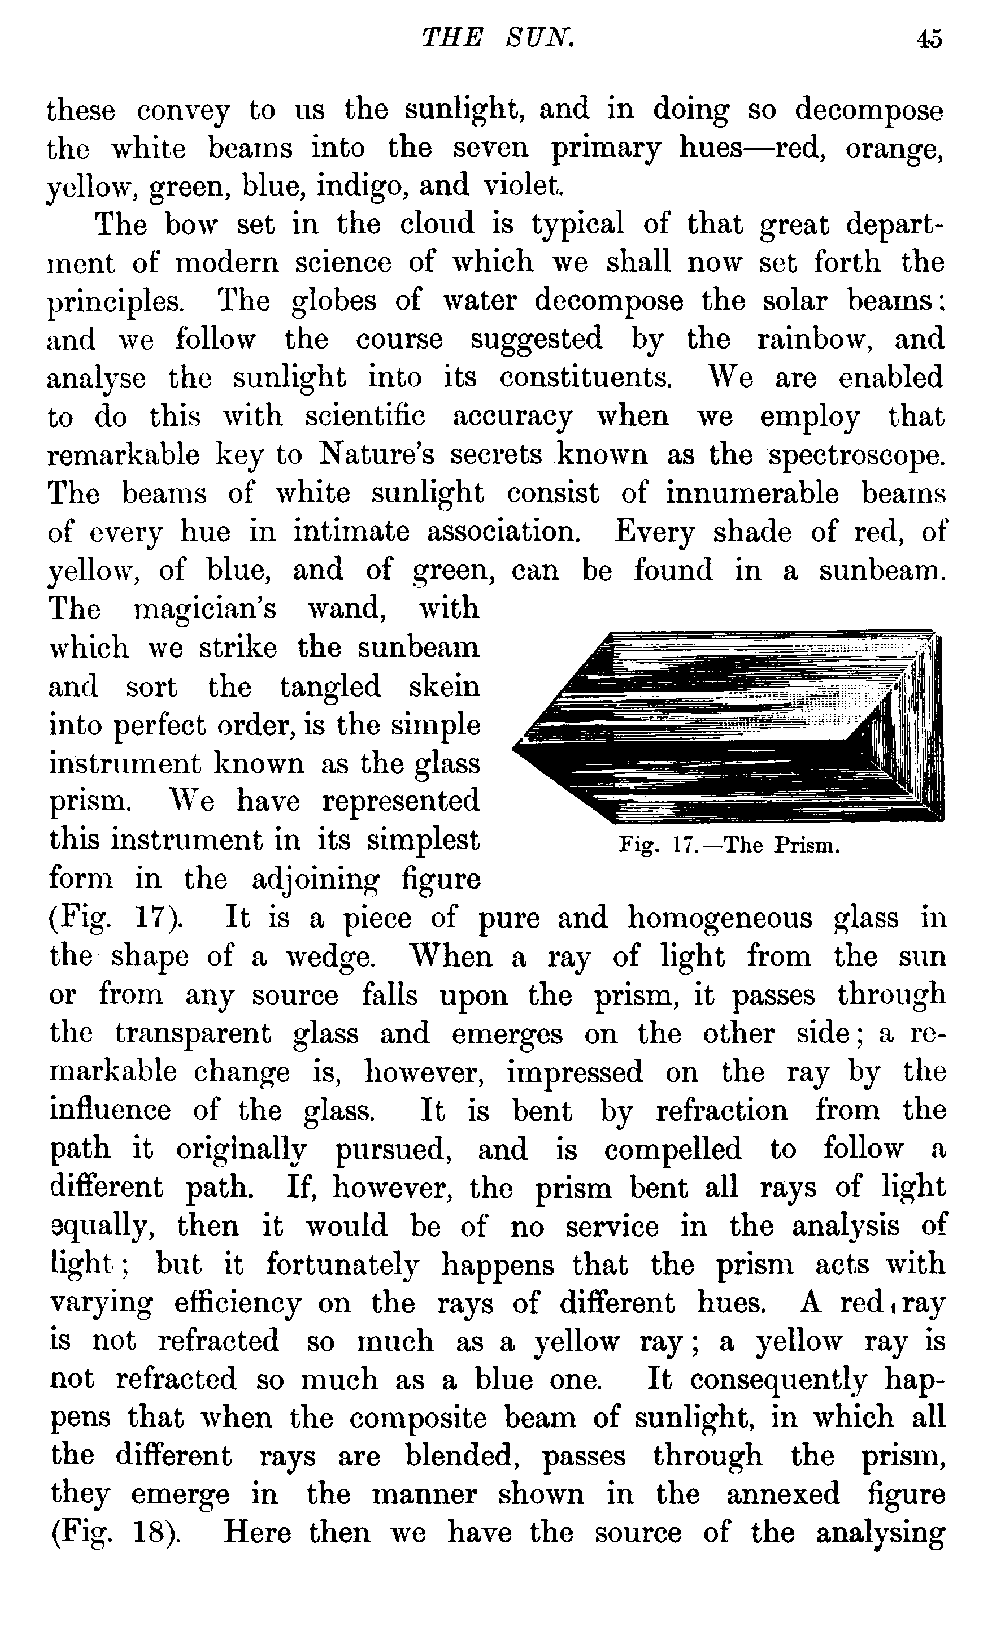 THE SUN. 45
these convey to us the sunlight, and in doing so decompose
the white beams into the seven primary hues—red, orange,
yellow, green, blue, indigo, and violet.
The bow set in the cloud is typical of that great depart-
ment of modern science of which we shall now set forth the
principles. The globes of water decompose the solar beams;
and we follow the course suggested by the rainbow, and
analyse the sunlight into its constituents. We are enabled
to do this with scientific accuracy when we employ that
remarkable key to Nature's secrets known as the spectroscope.
The beams of white sunlight consist of innumerable beams
of every hue in intimate association. Every shade of red, of
yellow, of blue, and of green, can be found in a sunbeam.
The magician's wand, with
which we strike the sunbeam
and sort the tangled skein
into perfect order, is the simple
instrument known as the glass
prism. We have represented
this instrument in its simplest
form in the adjoining figure
Fig. 17.—The Prism.
(Fig. 17). It is a piece of pure and homogeneous glass in
the shape of a wedge. When a ray of light from the sun
or from any source falls upon the prism, it passes through
the transparent glass and emerges on the other side; a re-
markable change is, however, impressed on the ray by the
influence of the glass. It is bent by refraction from the
path it originally pursued, and is compelled to follow a
different path. If, however, the prism bent all rays of light
equally, then it would be of no service in the analysis of
light; but it fortunately happens that the prism acts with
varying efficiency on the rays of different hues. A red ray
is not refracted so much as a yellow ray; a yellow ray is
not refracted so much as a blue one. It consequently hap-
pens that when the composite beam of sunlight, in which all
the different rays are blended, passes through the prism,
they emerge in the manner shown in the annexed figure
(Fig. 18). Here then we have the source of the analysing